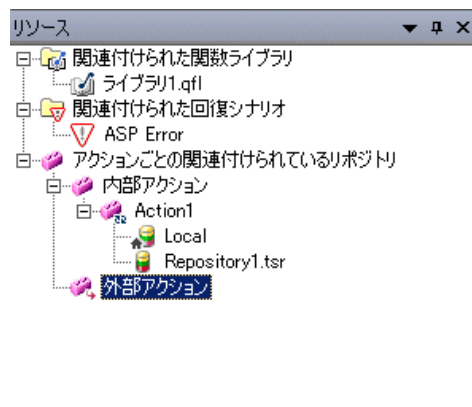 リソース
関連付けられた関数ライブラリ
ライブラリ1.qfl
関連付けられた回復シナリオ
ASP Error
アクションごとの関連付けられているリポジトリ
内部アクション
Action1
Local
Repository1.tsr
外部アクション